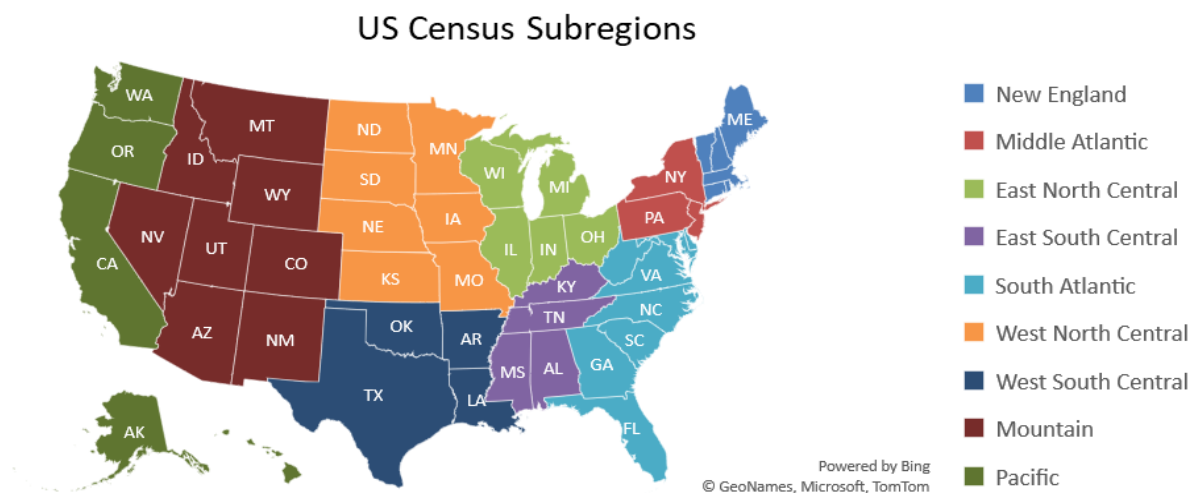 US Census Subregions
WA
OR
CA
NV
ID
MT
WY
UT
CO
AZ
NM
ND
SD
NE
KS
MN
IA
MO
OK
TX
AR
LA
WI
MI
IL
IN
OH
KY
TN
MS
AL
NY
PA
ME
VA
NC
SC
GA
FL
AK
New England
Middle Atlantic
East North Central
East South Central
South Atlantic
West North Central
West South Central
Mountain
Pacific
Powered by Bing
© GeoNames, Microsoft, TomTom